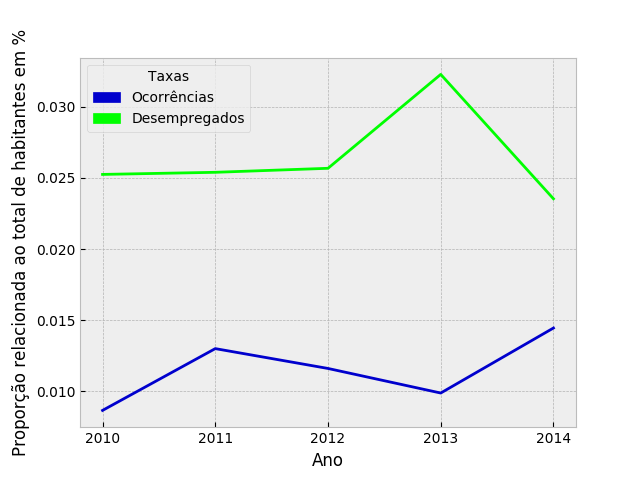 Proporção relacionada ao total de habitantes em %
Taxas
Ocorrências
Desempregados
0.030
0.025
0.020
0.015
0.010
2010 2011 2012 2013 2014
Ano